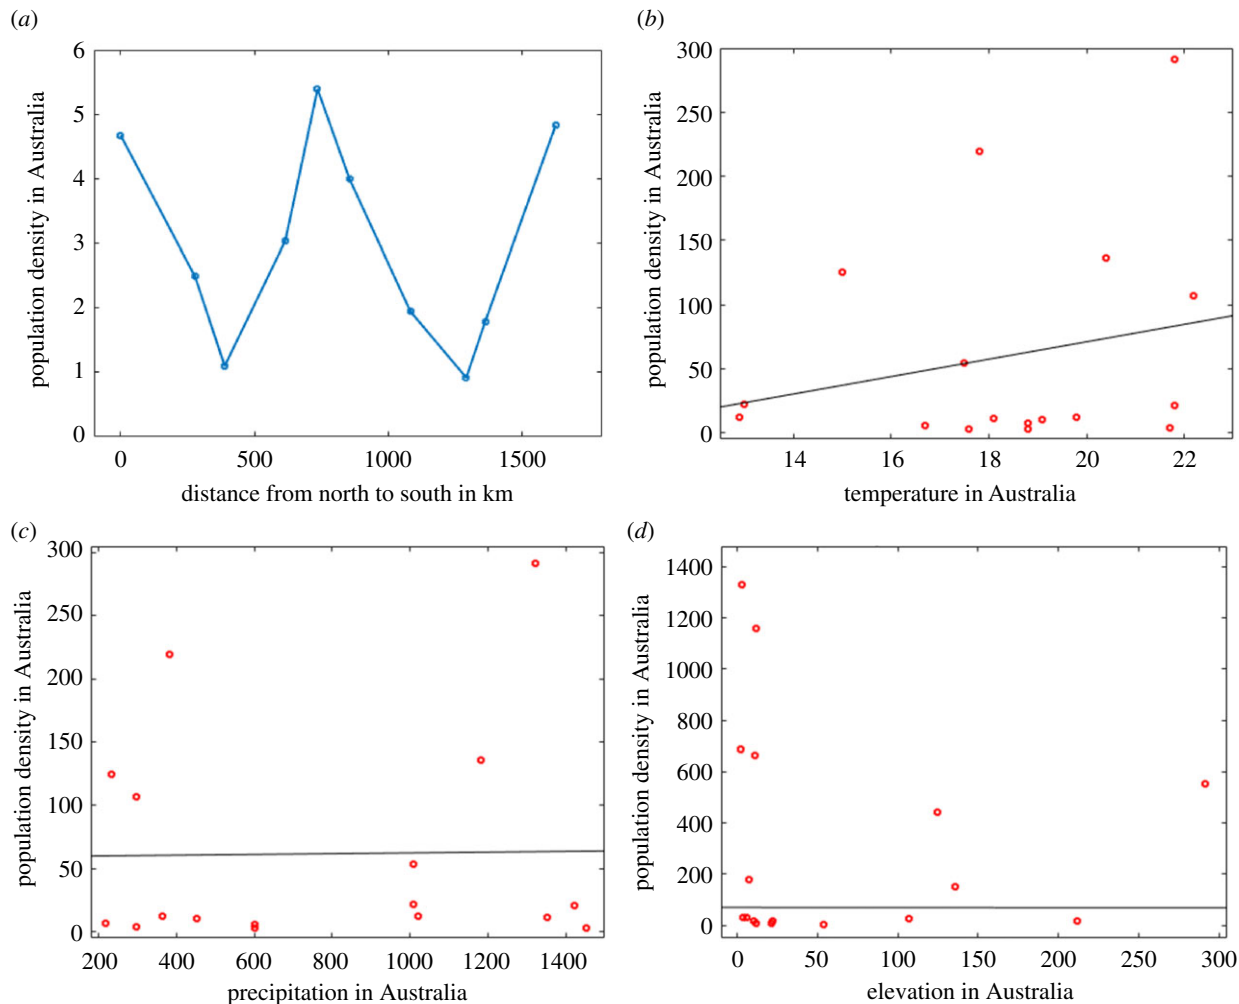 (a)
population density in Australia
6
5
4
3
2
1
0
0 500 1000 1500
distance from north to south in km
(b)
population density in Australia
300
250
200
150
100
50
0
14 16 18 20 22
temperature in Australia
(c)
population density in Australia
300
250
200
150
100
50
0
200 400 600 800 1000 1200 1400
precipitation in Australia
(d)
population density in Australia
1400
1200
1000
800
600
400
200
0
0 50 100 150 200 250 300
elevation in Australia